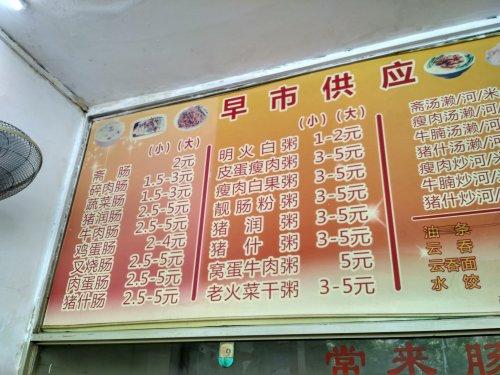 早市供应
（小）（大）
斋肠 2元
碎肉肠 1.5-3元
蔬菜肠 1.5-3元
猪润肠 2.5-5元
牛肉肠 2.5-5元
鸡蛋肠 2-4元
叉烧肠 2.5-5元
肉蛋肠 2.5-5元
猪什肠 2.5-5元
（小）（大）
明火白粥 1-2元
皮蛋瘦肉粥 3-5元
瘦肉白果粥 3-5元
靓肠粉粥 3-5元
猪润粥 3-5元
猪什粥 3-5元
窝蛋牛肉粥 5元
老火菜干粥 3-5元
斋汤濑/河/米
瘦肉汤濑/河/
牛腩汤濑/河/
猪什汤濑/河/
瘦肉炒河/
牛腩炒河/
猪什炒河/
油条
云吞
云吞面
水饺
9
常来肠